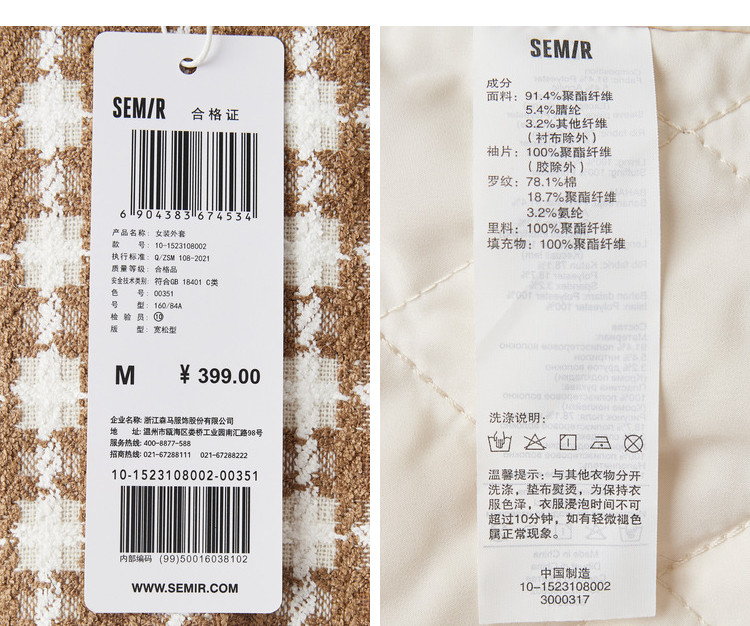 SEMIR
合格证
6 904383 674534
产品名称: 女装外套
款 号: 10-1523108002
执行标准: Q/ZSM 108-2021
质量等级: 合格品
安全技术类别: 符合GB 18401 C类
色 号: 00351
号 型: 160/84A
检 验 员: ⑩
版 型: 宽松型
M ¥ 399.00
企业名称: 浙江森马服饰股份有限公司
地 址: 温州市瓯海区娄桥工业园南汇路98号
服务热线: 400-8877-588
招商热线: 021-67288111 021-67288222
10-1523108002-00351
内部编码 (99)50016038102
WWW.SEMIR.COM
SEMIR
成分
面料: 91.4%聚酯纤维
5.4%腈纶
3.2%其他纤维
(衬布除外)
袖片: 100%聚酯纤维
(胶除外)
罗纹: 78.1%棉
18.7%聚酯纤维
3.2%氨纶
里料: 100%聚酯纤维
填充物: 100%聚酯纤维
洗涤说明:
温馨提示: 与其他衣物分开
洗涤, 垫布熨烫, 为保持衣
服色泽, 衣服浸泡时间不可
超过10分钟, 如有轻微褪色
属正常现象。
中国制造
10-1523108002
3000317